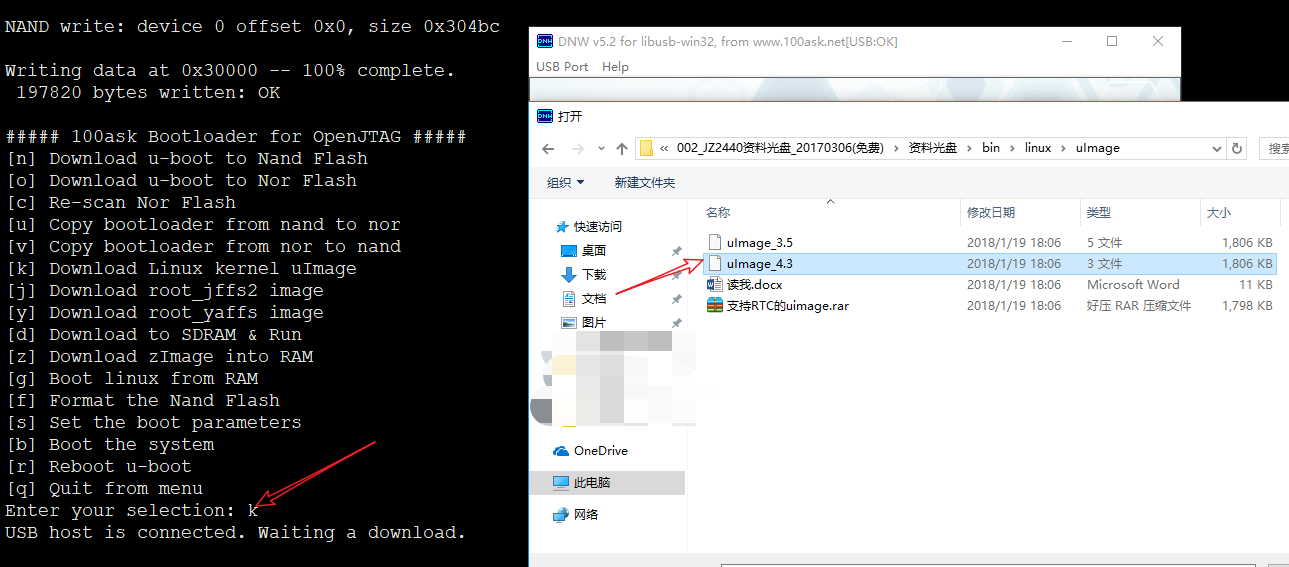 NAND write: device 0 offset 0x0, size 0x304bc
Writing data at 0x30000 -- 100% complete.
197820 bytes written: OK
##### 100ask Bootloader for OpenJTAG #####
[n] Download u-boot to Nand Flash
[o] Download u-boot to Nor Flash
[c] Re-scan Nor Flash
[u] Copy bootloader from nand to nor
[v] Copy bootloader from nor to nand
[k] Download Linux kernel uImage
[j] Download root_jffs2 image
[y] Download root_yaffs image
[d] Download to SDRAM & Run
[z] Download zImage into RAM
[g] Boot linux from RAM
[f] Format the Nand Flash
[s] Set the boot parameters
[b] Boot the system
[r] Reboot u-boot
[q] Quit from menu
Enter your selection: k
USB host is connected. Waiting a download.
DNW v5.2 for libusb-win32, from www.100ask.net[USB:OK]
USB Port Help
打开
« 002_JZ2440资料光盘_20170306(免费) › 资料光盘 › bin › linux › uImage
搜索
组织 新建文件夹
快速访问
桌面
下载
文档
图片
OneDrive
此电脑
网络
名称 修改日期 类型 大小
uImage_3.5 2018/1/19 18:06 5 文件 1,806 KB
uImage_4.3 2018/1/19 18:06 3 文件 1,806 KB
读我.docx 2018/1/19 18:06 Microsoft Word 11 KB
支持RTC的uimage.rar 2018/1/19 18:06 好压 RAR 压缩文件 1,798 KB